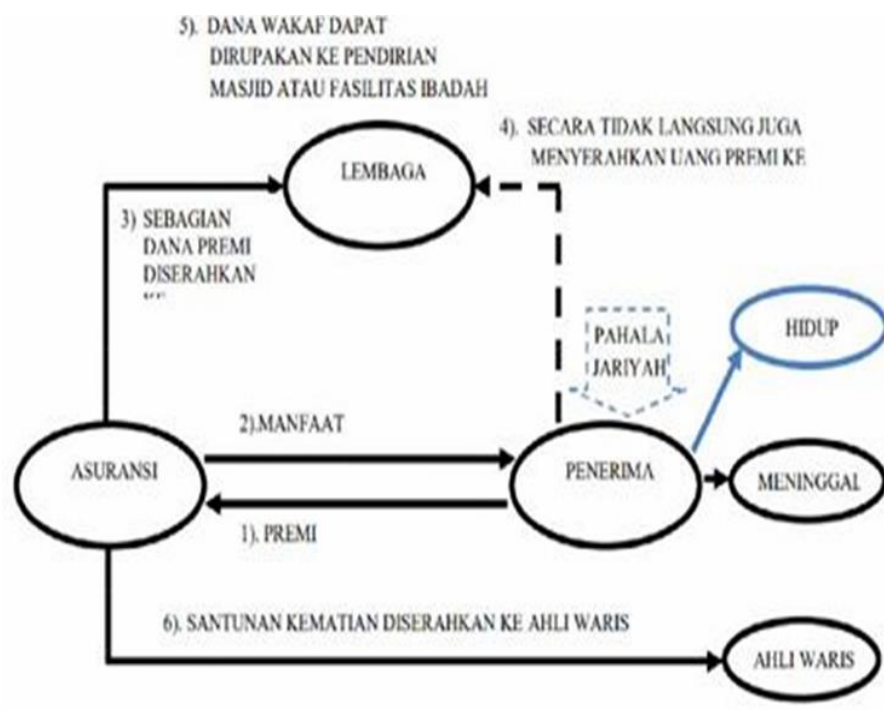 5). DANA WAKAF DAPAT
DIRUPAKAN KE PENDIRIAN
MASJID ATAU FASILITAS IBADAH
4). SECARA TIDAK LANGSUNG JUGA
MENYERAHKAN UANG PREMI KE
LEMBAGA
3) SEBAGIAN
DANA PREMI
DISERAHKAN
PAHALA
JARIYAH
HIDUP
2).MANFAAT
ASURANSI
PENERIMA
MENINGGAL
1). PREMI
6). SANTUNAN KEMATIAN DISERAHKAN KE AHLI WARIS
AHLI WARIS